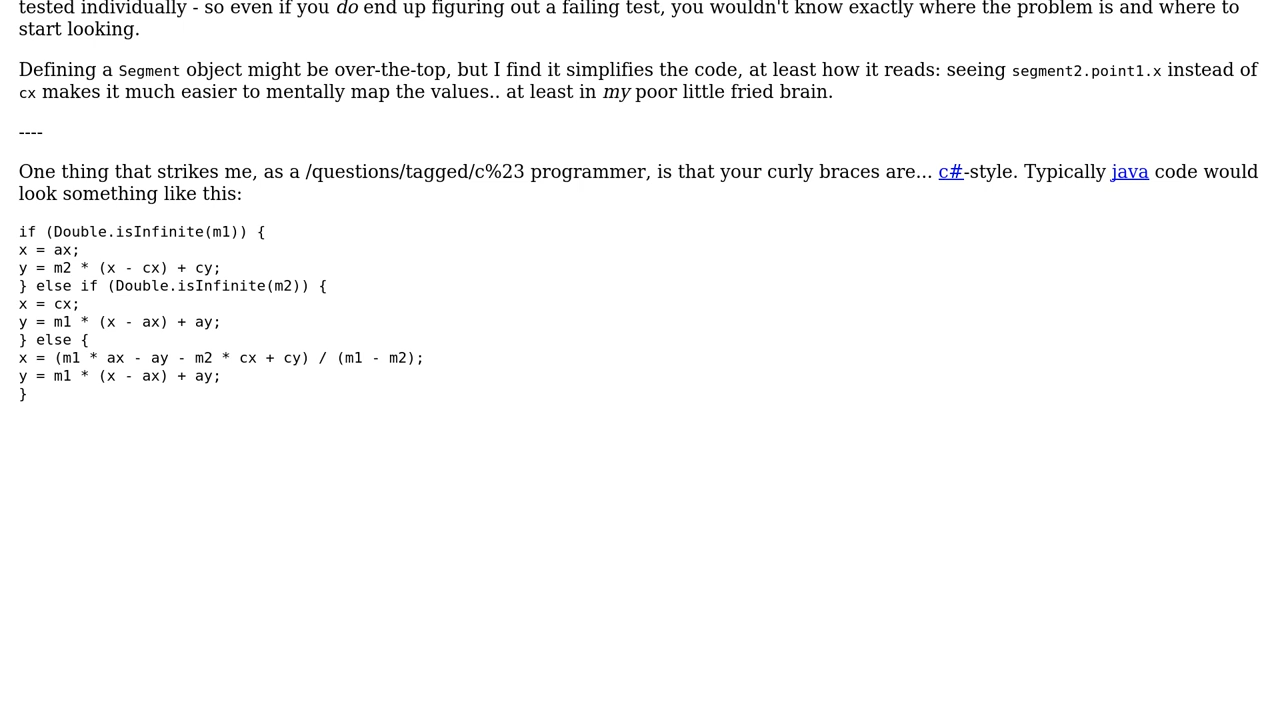 tested individually - so even if you do end up figuring out a failing test, you wouldn't know exactly where the problem is and where to
start looking.
Defining a Segment object might be over-the-top, but I find it simplifies the code, at least how it reads: seeing segment2.point1.x instead of
cx makes it much easier to mentally map the values.. at least in my poor little fried brain.
----
One thing that strikes me, as a /questions/tagged/c%23 programmer, is that your curly braces are... c#-style. Typically java code would
look something like this:
if (Double.isInfinite(m1)) {
x = ax;
y = m2 * (x - cx) + cy;
} else if (Double.isInfinite(m2)) {
x = cx;
y = m1 * (x - ax) + ay;
} else {
x = (m1 * ax - ay - m2 * cx + cy) / (m1 - m2);
y = m1 * (x - ax) + ay;
}